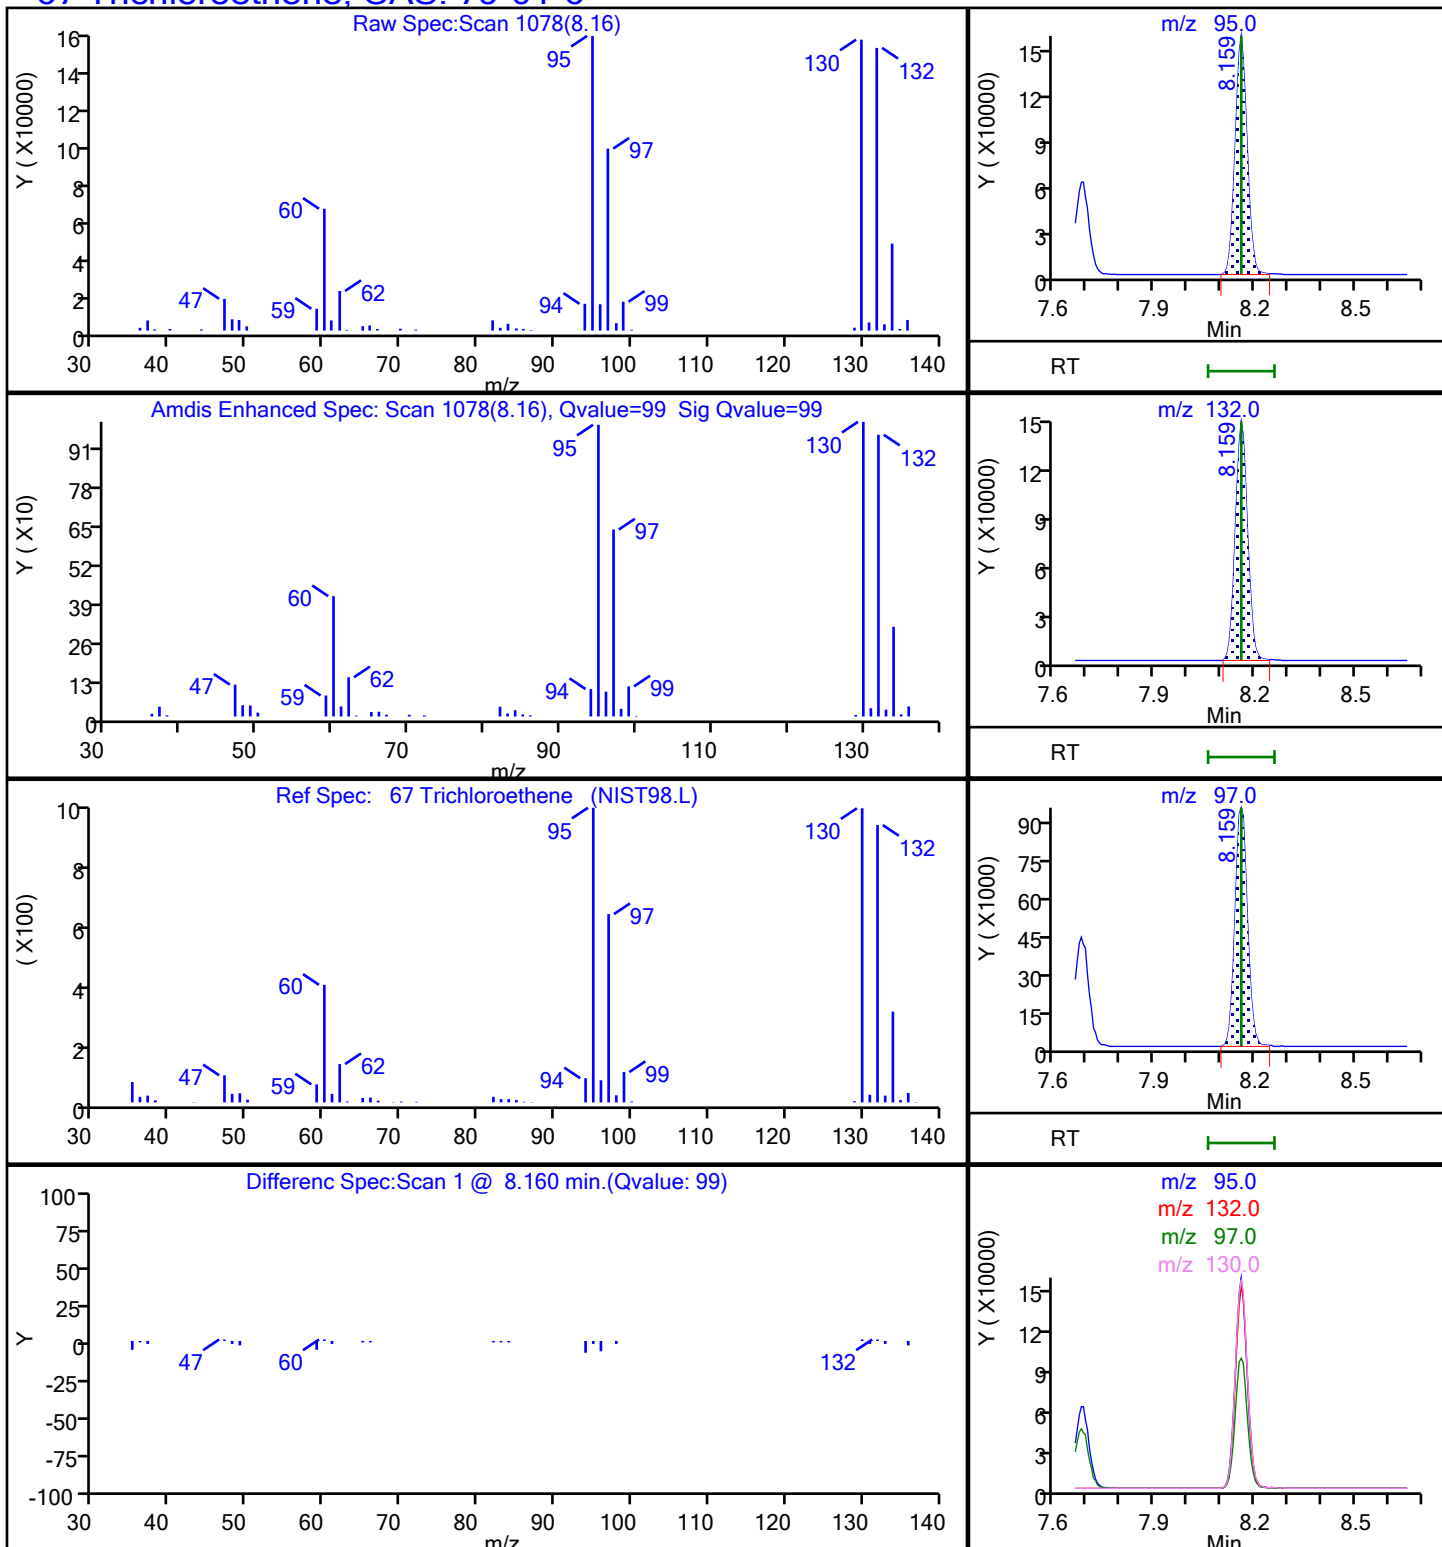 Raw Spec:Scan 1078(8.16)
Y ( X10000)
16
14
12
10
8
6
4
2
0
47
59
60
62
94
95
97
99
130
132
30 40 50 60 70 80 90 100 110 120 130 140
m/z
m/z 95.0
Y ( X10000)
15
12
9
6
3
0
8.159
7.6 7.9 8.2 8.5
Min
RT
Amdis Enhanced Spec: Scan 1078(8.16), Qvalue=99 Sig Qvalue=99
Y ( X10)
91
78
65
52
39
26
13
0
47
59
60
62
94
95
97
99
130
132
30 50 70 90 110 130
m/z
m/z 132.0
Y ( X10000)
15
12
9
6
3
0
8.159
7.6 7.9 8.2 8.5
Min
RT
Ref Spec: 67 Trichloroethene (NIST98.L)
( X100)
10
8
6
4
2
0
47
59
60
62
94
95
97
99
130
132
30 40 50 60 70 80 90 100 110 120 130 140
m/z
m/z 97.0
Y ( X1000)
90
75
60
45
30
15
0
8.159
7.6 7.9 8.2 8.5
Min
RT
Differenc Spec:Scan 1 @ 8.160 min.(Qvalue: 99)
Y
100
75
50
25
0
-25
-50
-75
-100
47
60
132
30 40 50 60 70 80 90 100 110 120 130 140
m/z
m/z 95.0
m/z 132.0
m/z 97.0
m/z 130.0
Y ( X10000)
15
12
9
6
3
0
7.6 7.9 8.2 8.5
Min